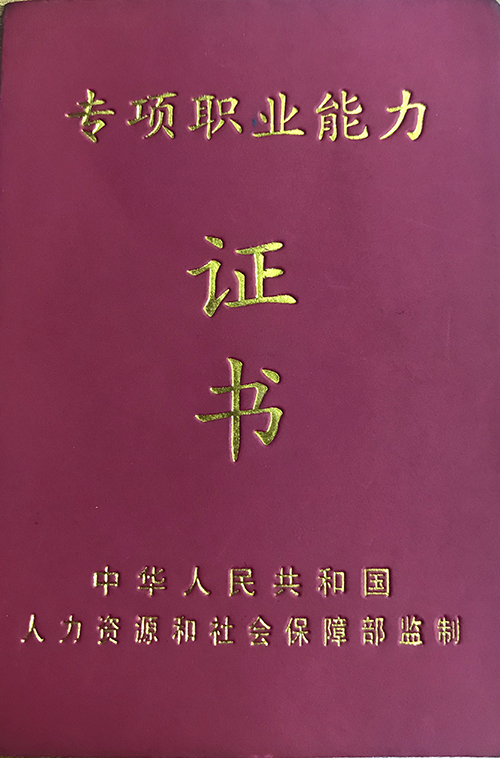 专项职业能力
证
书
中华人民共和国
人力资源和社会保障部监制